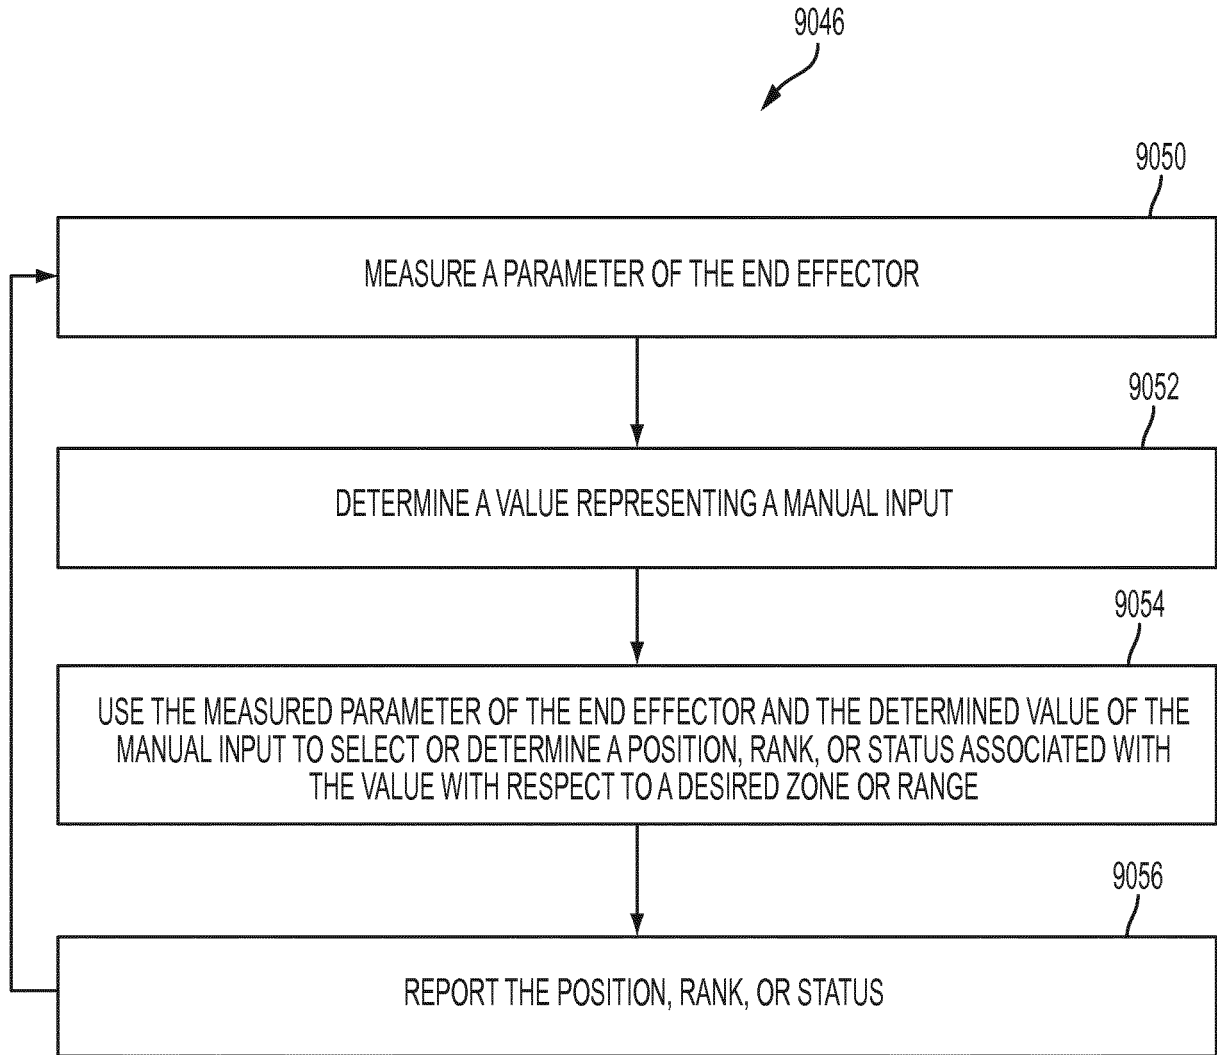 9046
9050
MEASURE A PARAMETER OF THE END EFFECTOR
9052
DETERMINE A VALUE REPRESENTING A MANUAL INPUT
9054
USE THE MEASURED PARAMETER OF THE END EFFECTOR AND THE DETERMINED VALUE OF THE
MANUAL INPUT TO SELECT OR DETERMINE A POSITION, RANK, OR STATUS ASSOCIATED WITH
THE VALUE WITH RESPECT TO A DESIRED ZONE OR RANGE
9056
REPORT THE POSITION, RANK, OR STATUS